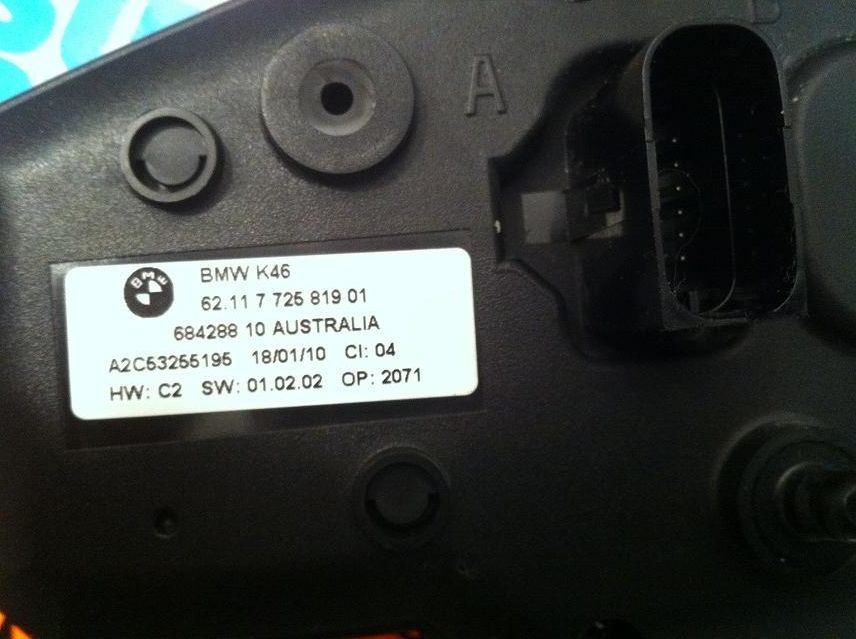 A
BMW
BMW K46
62.11 7 725 819 01
684288 10 AUSTRALIA
A2C53255195 18/01/10 CI: 04
HW: C2 SW: 01.02.02 OP: 2071